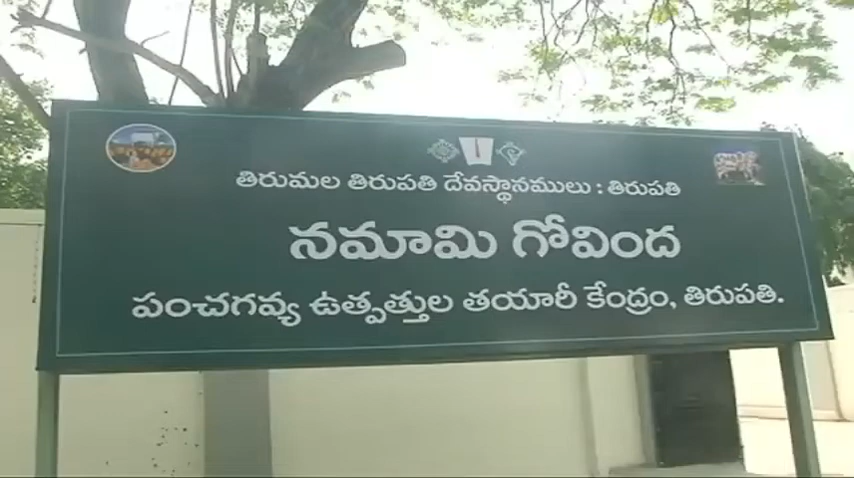 తిరుమల తిరుపతి దేవస్థానములు : తిరుపతి
నమామి గోవింద
పంచగవ్య ఉత్పత్తుల తయారీ కేంద్రం, తిరుపతి.